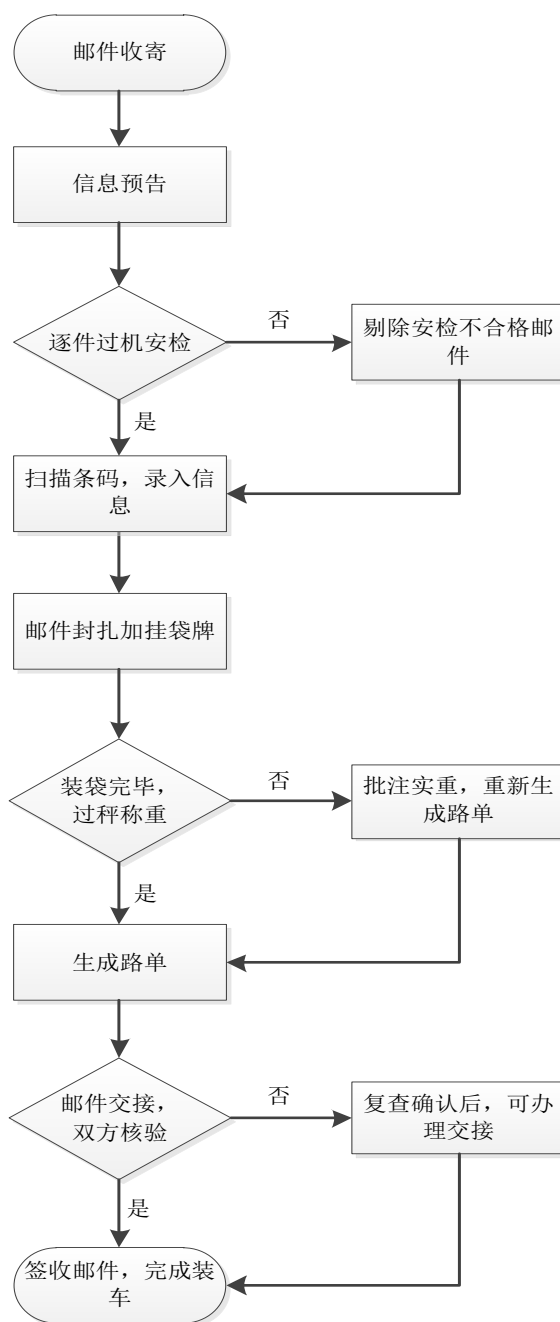 邮件收寄
信息预告
逐件过机安检
否
剔除安检不合格邮
件
是
扫描条码，录入信
息
邮件封扎加挂袋牌
装袋完毕，
过秤称重
否
批注实重，重新生
成路单
是
生成路单
邮件交接，
双方核验
否
复查确认后，可办
理交接
是
签收邮件，完成装
车